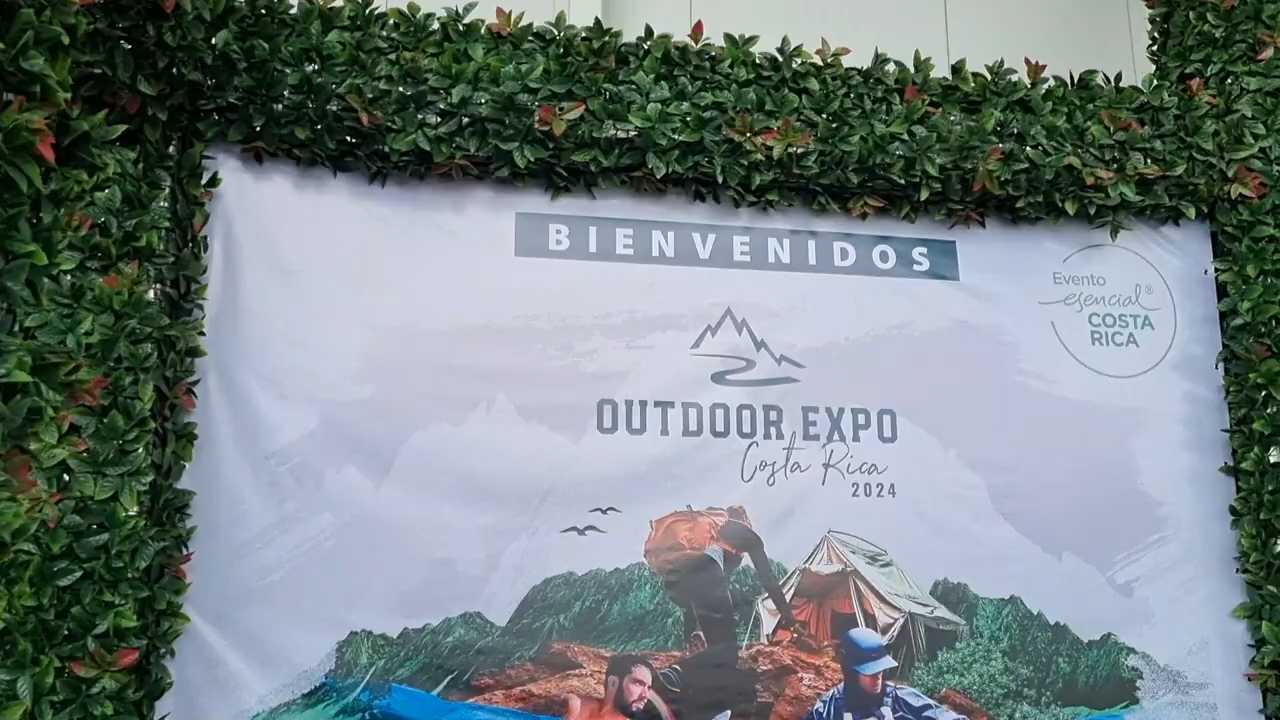 BIENVENIDOS
Evento
esencial®
COSTA
RICA
OUTDOOR EXPO
Costa Rica
2024